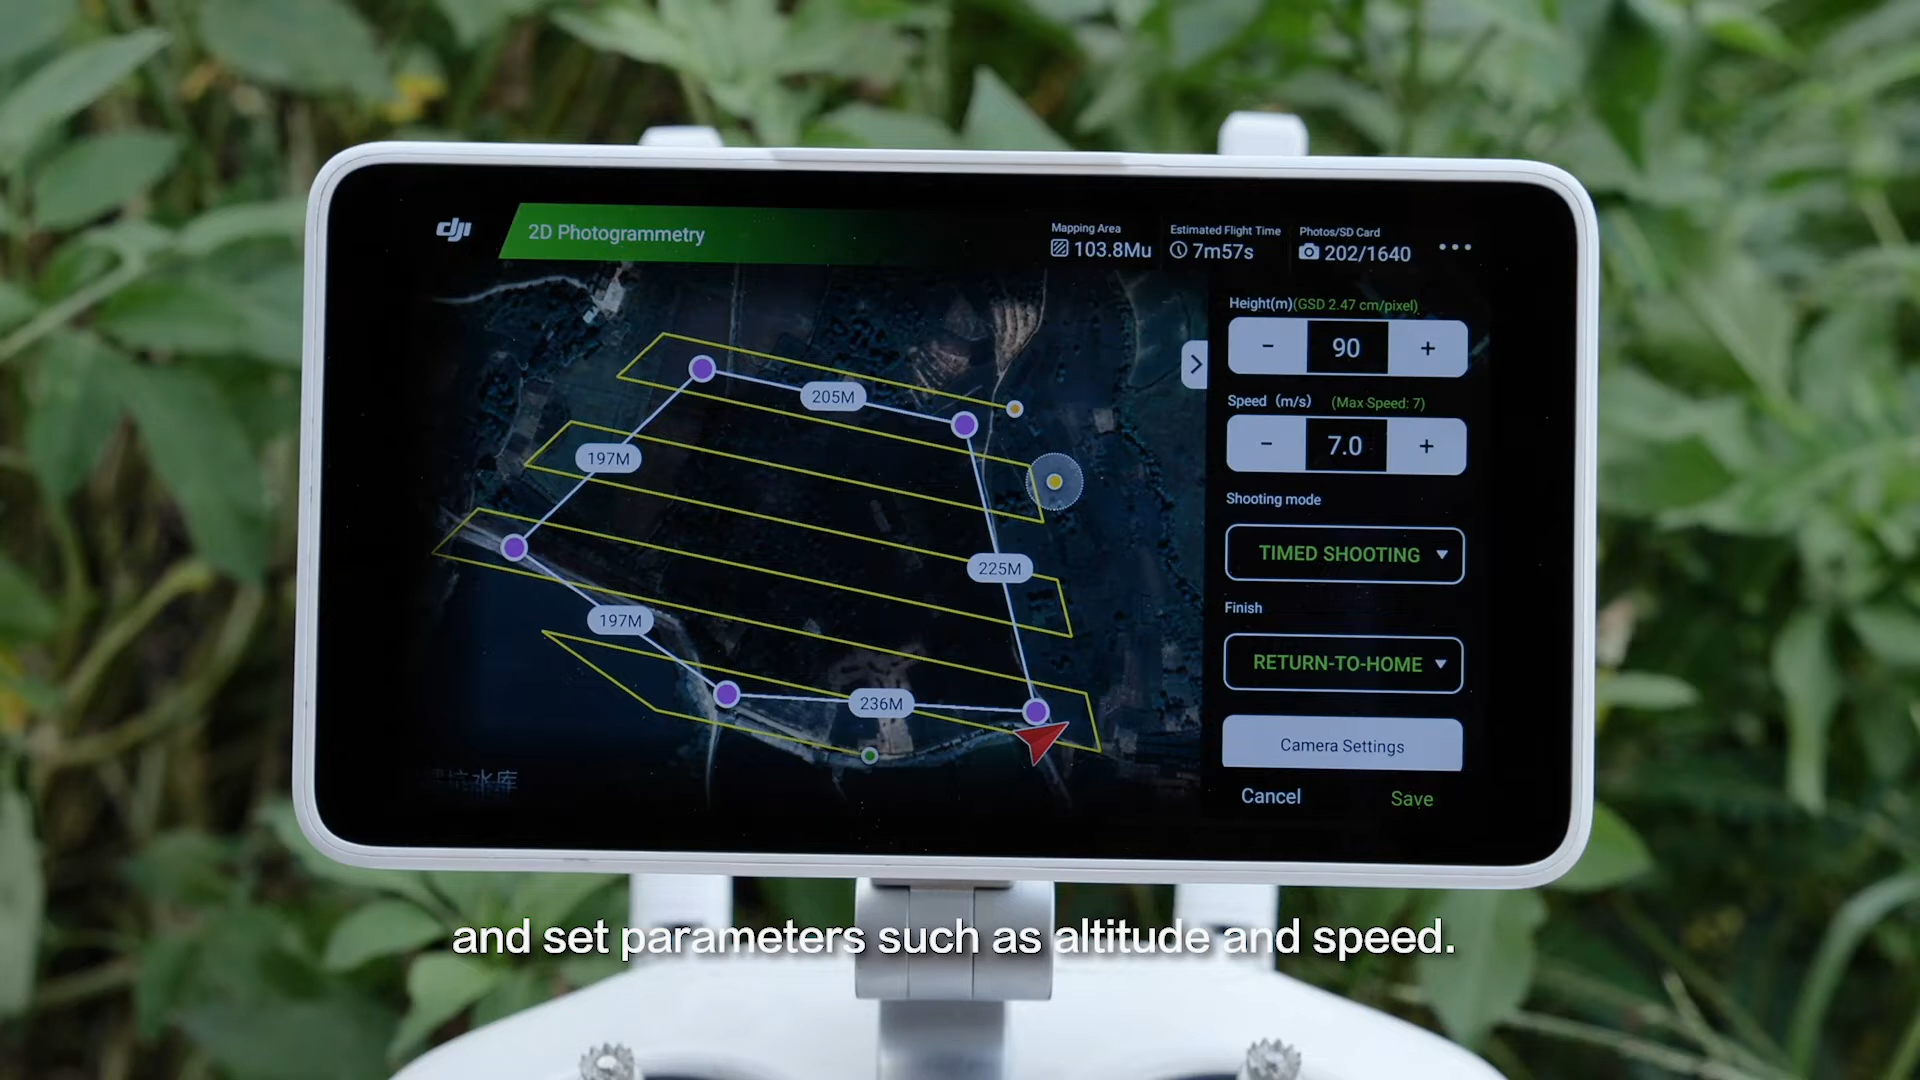 dji
2D Photogrammetry
Mapping Area
103.8Mu
Estimated Flight Time
7m57s
Photos/SD Card
202/1640
Height(m)(GSD 2.47 cm/pixel)
− 90 +
Speed (m/s) (Max Speed: 7)
− 7.0 +
Shooting mode
TIMED SHOOTING
Finish
RETURN-TO-HOME
Camera Settings
Cancel
Save
205M
197M
225M
197M
236M
水库
and set parameters such as altitude and speed.